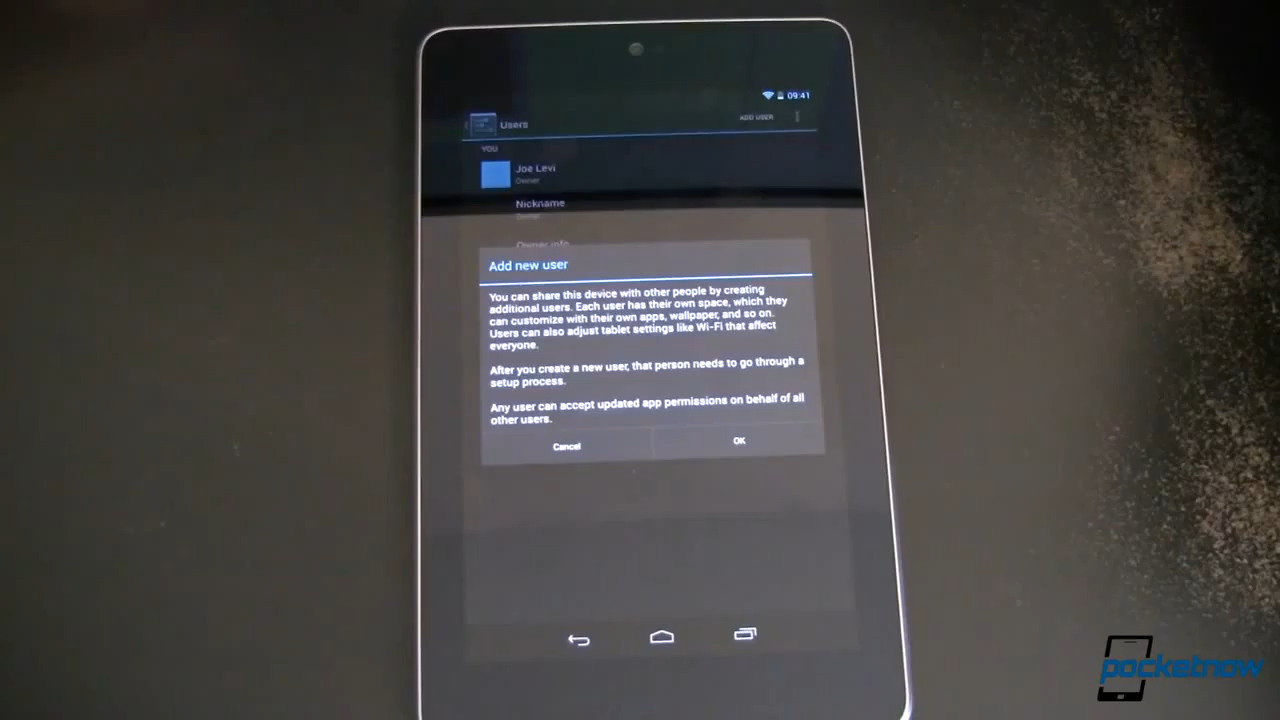 09:41
Users
ADD USER
YOU
Joe Levi
Owner
Nickname
Owner
Owner info
Add new user
You can share this device with other people by creating
additional users. Each user has their own space, which they
can customize with their own apps, wallpaper, and so on.
Users can also adjust tablet settings like Wi-Fi that affect
everyone.
After you create a new user, that person needs to go through a
setup process.
Any user can accept updated app permissions on behalf of all
other users.
Cancel
OK
pocketnow